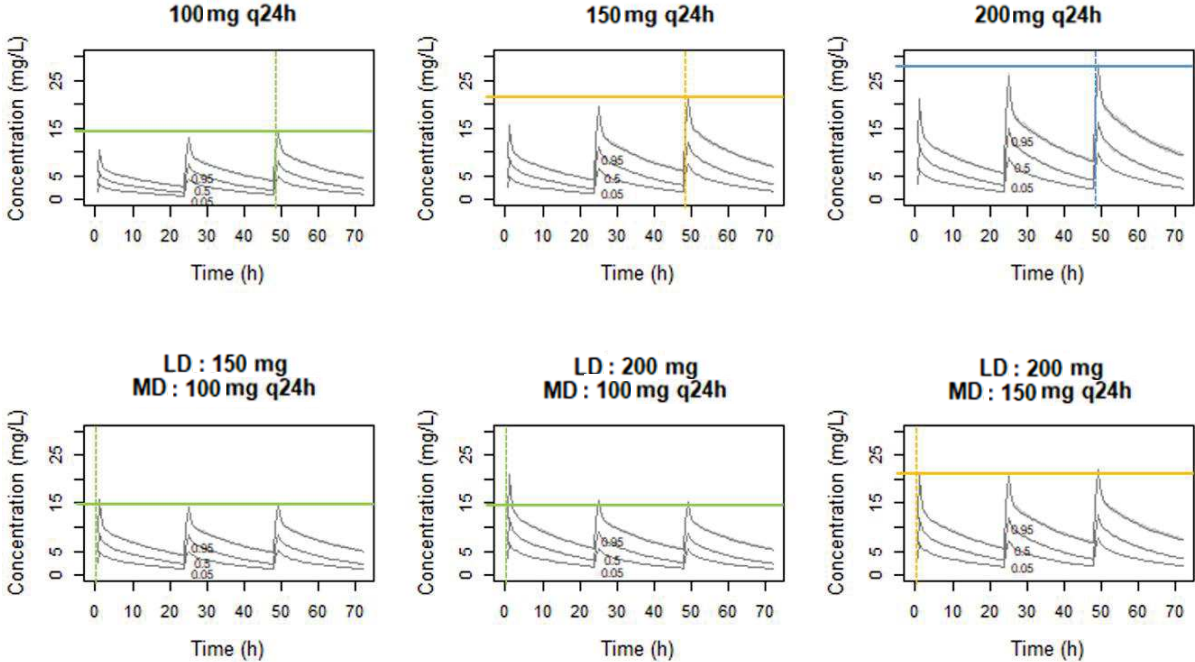 100 mg q24h
150 mg q24h
200 mg q24h
Concentration (mg/L)
25
15
5
0
0.95
0.5
0.05
0 10 20 30 40 50 60 70
Time (h)
Concentration (mg/L)
25
15
5
0
0.95
0.5
0.05
0 10 20 30 40 50 60 70
Time (h)
Concentration (mg/L)
25
15
5
0
0.95
0.5
0.05
0 10 20 30 40 50 60 70
Time (h)
LD : 150 mg
MD : 100 mg q24h
LD : 200 mg
MD : 100 mg q24h
LD : 200 mg
MD : 150 mg q24h
Concentration (mg/L)
25
15
5
0
0.95
0.5
0.05
0 10 20 30 40 50 60 70
Time (h)
Concentration (mg/L)
25
15
5
0
0.95
0.5
0.05
0 10 20 30 40 50 60 70
Time (h)
Concentration (mg/L)
25
15
5
0
0.95
0.5
0.05
0 10 20 30 40 50 60 70
Time (h)